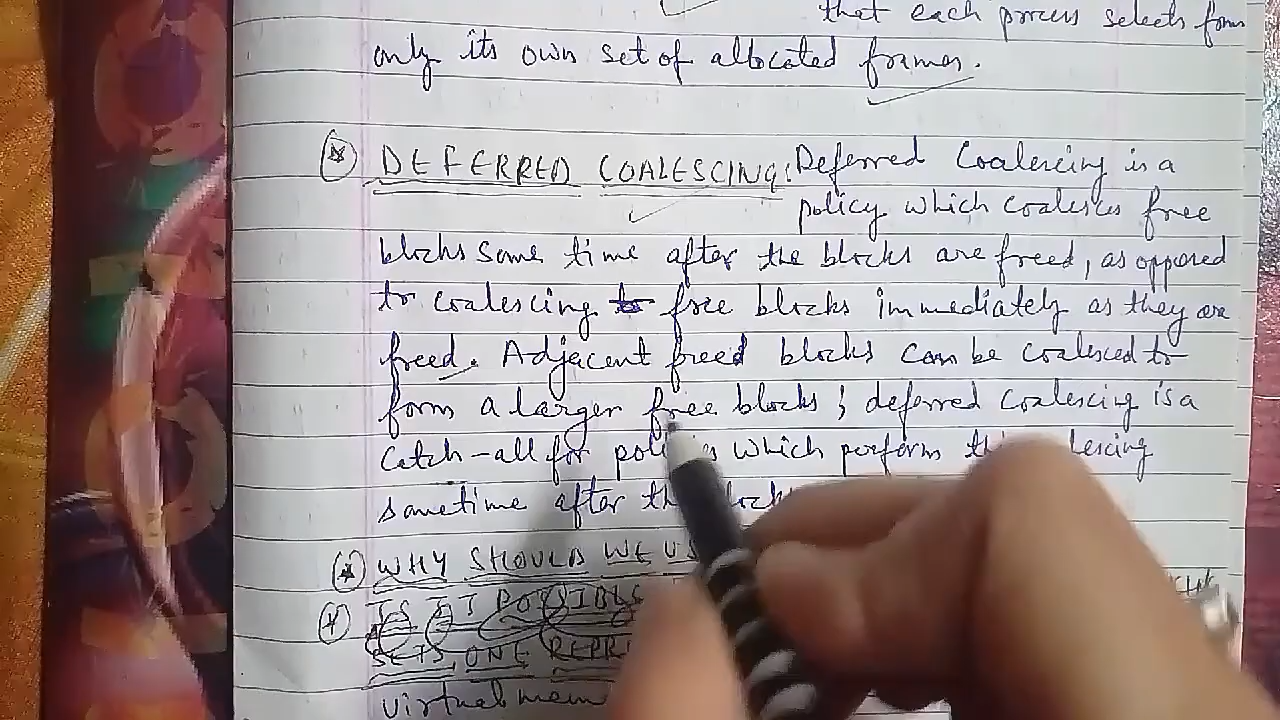 that each process selects form
only its own set of allocated frames.
DEFERRED COALESCING: Deferred Coalescing is a
policy which coalesces free
blocks some time after the blocks are freed, as opposed
to coalescing free blocks immediately as they are
freed. Adjacent freed blocks can be coalesced to
form a larger free blocks; deferred coalescing is a
catch-all for which perform
sometime after
WHY SHOULD WE
IS IT POSSIBLE
SETS ONE
virtual